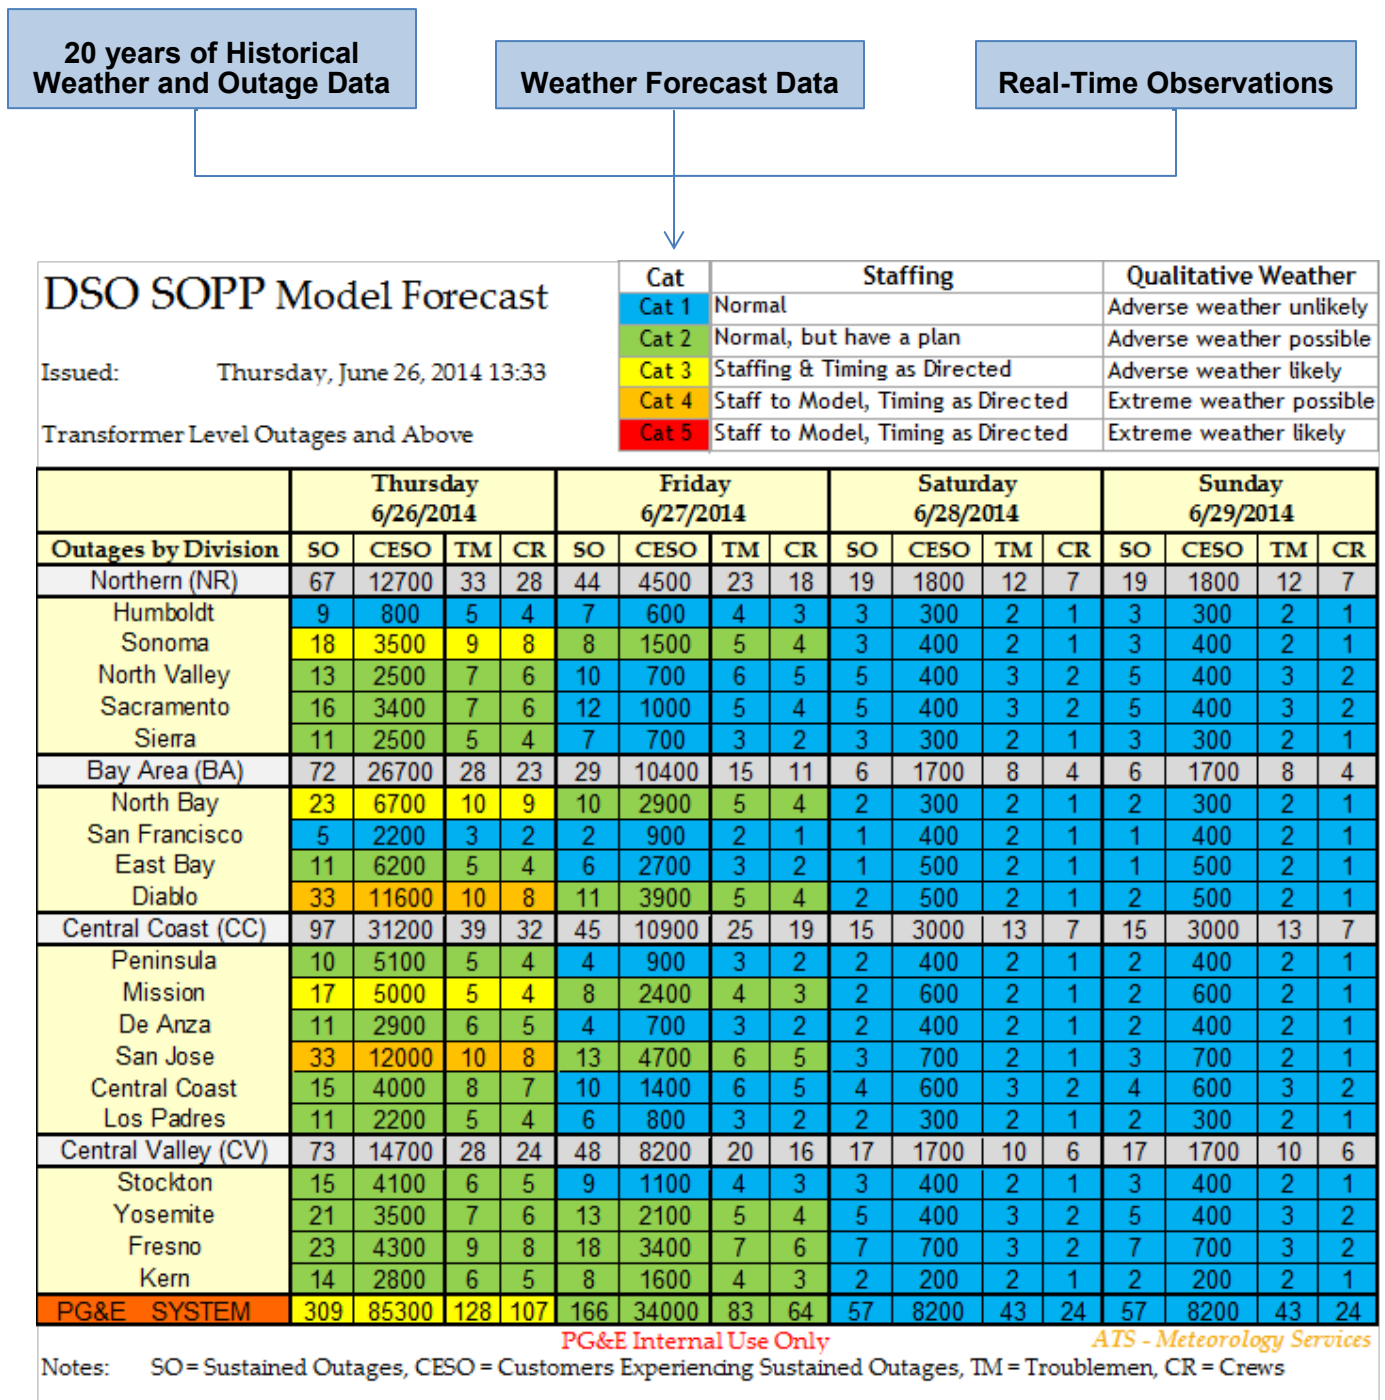 20 years of Historical
Weather and Outage Data
Weather Forecast Data
Real-Time Observations
DSO SOPP Model Forecast
Issued: Thursday, June 26, 2014 13:33
Transformer Level Outages and Above
Cat Staffing Qualitative Weather
Cat 1 Normal Adverse weather unlikely
Cat 2 Normal, but have a plan Adverse weather possible
Cat 3 Staffing & Timing as Directed Adverse weather likely
Cat 4 Staff to Model, Timing as Directed Extreme weather possible
Cat 5 Staff to Model, Timing as Directed Extreme weather likely
Thursday Friday Saturday Sunday
6/26/2014 6/27/2014 6/28/2014 6/29/2014
Outages by Division SO CESO TM CR SO CESO TM CR SO CESO TM CR SO CESO TM CR
Northern (NR) 67 12700 33 28 44 4500 23 18 19 1800 12 7 19 1800 12 7
Humboldt 9 800 5 4 7 600 4 3 3 300 2 1 3 300 2 1
Sonoma 18 3500 9 8 8 1500 5 4 3 400 2 1 3 400 2 1
North Valley 13 2500 7 6 10 700 6 5 5 400 3 2 5 400 3 2
Sacramento 16 3400 7 6 12 1000 5 4 5 400 3 2 5 400 3 2
Sierra 11 2500 5 4 7 700 3 2 3 300 2 1 3 300 2 1
Bay Area (BA) 72 26700 28 23 29 10400 15 11 6 1700 8 4 6 1700 8 4
North Bay 23 6700 10 9 10 2900 5 4 2 300 2 1 2 300 2 1
San Francisco 5 2200 3 2 2 900 2 1 1 400 2 1 1 400 2 1
East Bay 11 6200 5 4 6 2700 3 2 1 500 2 1 1 500 2 1
Diablo 33 11600 10 8 11 3900 5 4 2 500 2 1 2 500 2 1
Central Coast (CC) 97 31200 39 32 45 10900 25 19 15 3000 13 7 15 3000 13 7
Peninsula 10 5100 5 4 4 900 3 2 2 400 2 1 2 400 2 1
Mission 17 5000 5 4 8 2400 4 3 2 600 2 1 2 600 2 1
De Anza 11 2900 6 5 4 700 3 2 2 400 2 1 2 400 2 1
San Jose 33 12000 10 8 13 4700 6 5 3 700 2 1 3 700 2 1
Central Coast 15 4000 8 7 10 1400 6 5 4 600 3 2 4 600 3 2
Los Padres 11 2200 5 4 6 800 3 2 2 300 2 1 2 300 2 1
Central Valley (CV) 73 14700 28 24 48 8200 20 16 17 1700 10 6 17 1700 10 6
Stockton 15 4100 6 5 9 1100 4 3 3 400 2 1 3 400 2 1
Yosemite 21 3500 7 6 13 2100 5 4 5 400 3 2 5 400 3 2
Fresno 23 4300 9 8 18 3400 7 6 7 700 3 2 7 700 3 2
Kern 14 2800 6 5 8 1600 4 3 2 200 2 1 2 200 2 1
PG&E SYSTEM 309 85300 128 107 166 34000 83 64 57 8200 43 24 57 8200 43 24
PG&E Internal Use Only ATS - Meteorology Services
Notes: SO = Sustained Outages, CESO = Customers Experiencing Sustained Outages, TM = Troublemen, CR = Crews